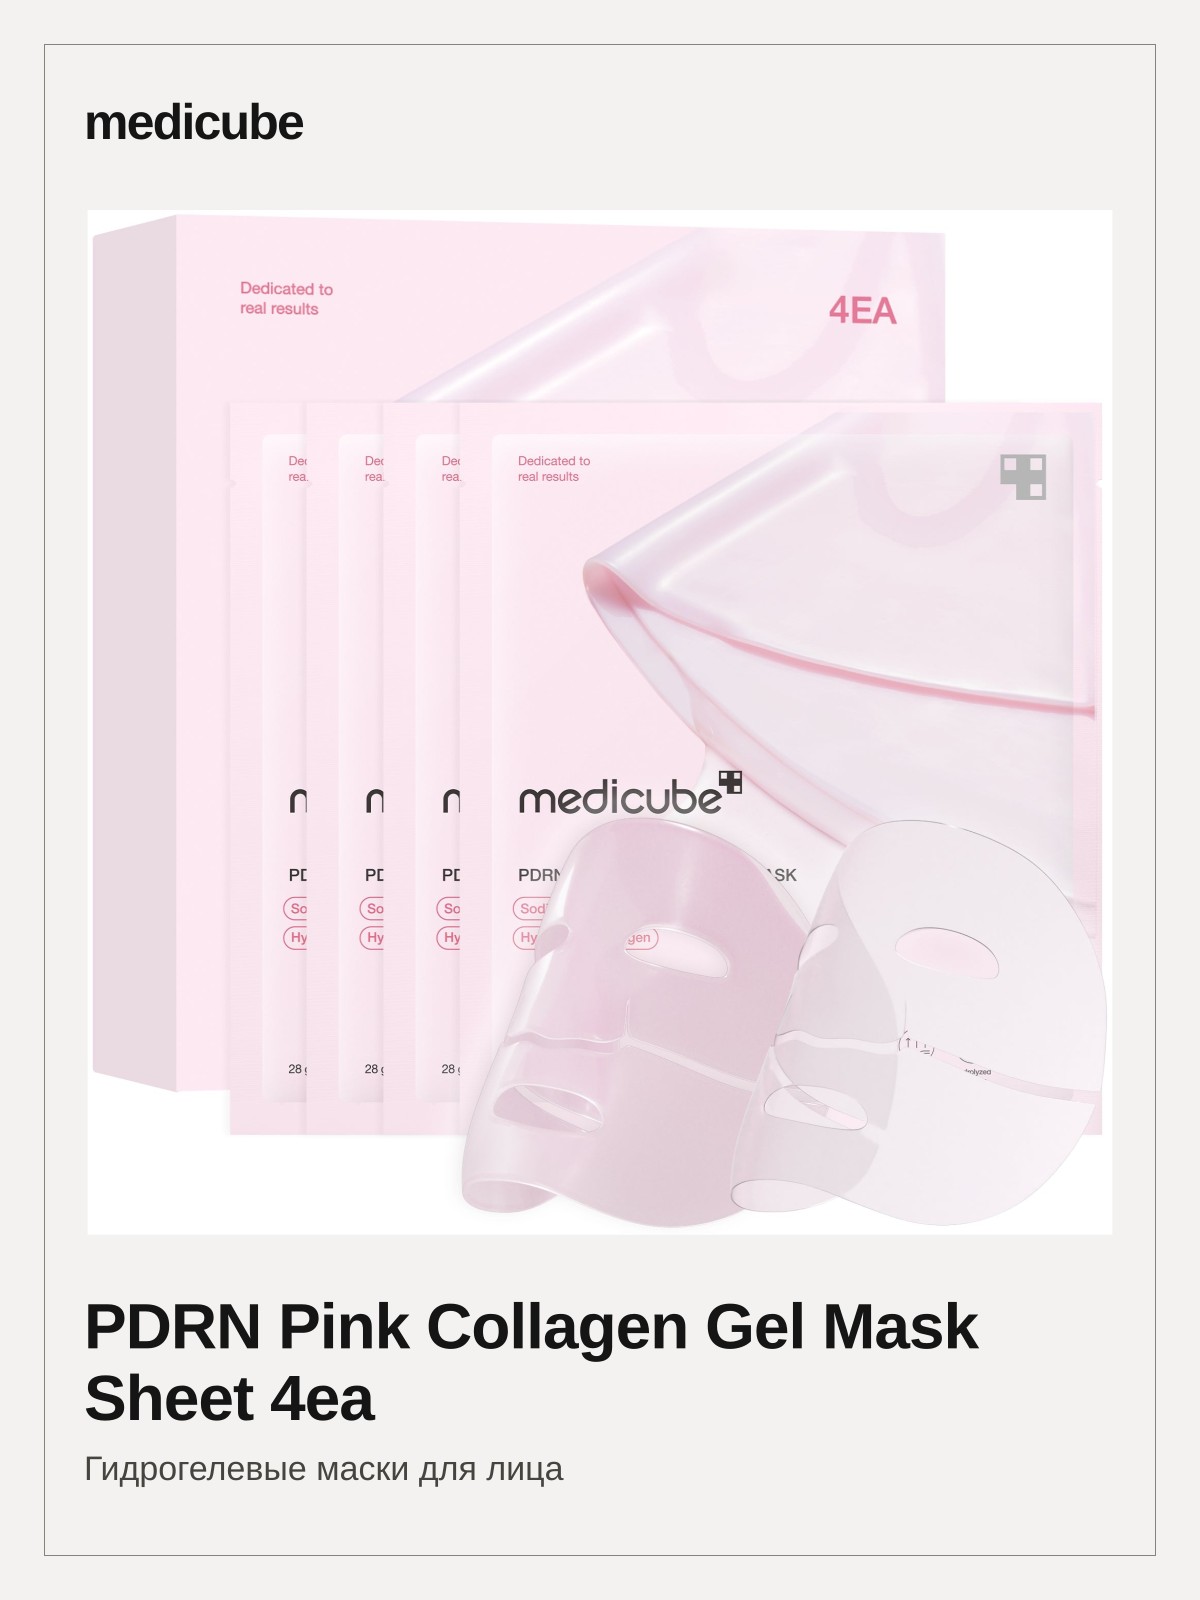 medicube
Dedicated to
real results
4EA
Dedicated to
real results
medicube
28 g
28 g
28 g
PDRN Pink Collagen Gel Mask
Sheet 4ea
Гидрогелевые маски для лица